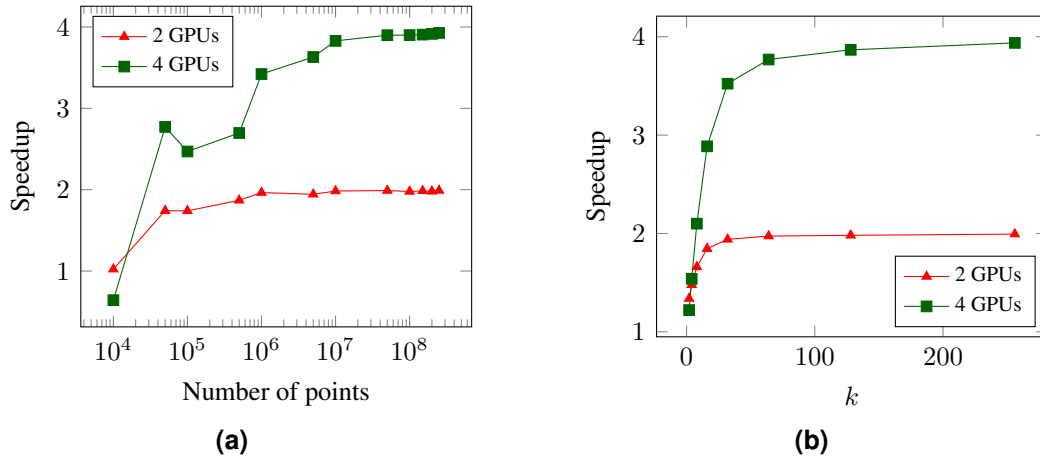 2 GPUs
4 GPUs
Speedup
4
3
2
1
10^4 10^5 10^6 10^7 10^8
Number of points
(a)
Speedup
4
3
2
1
2 GPUs
4 GPUs
0 100 200
k
(b)